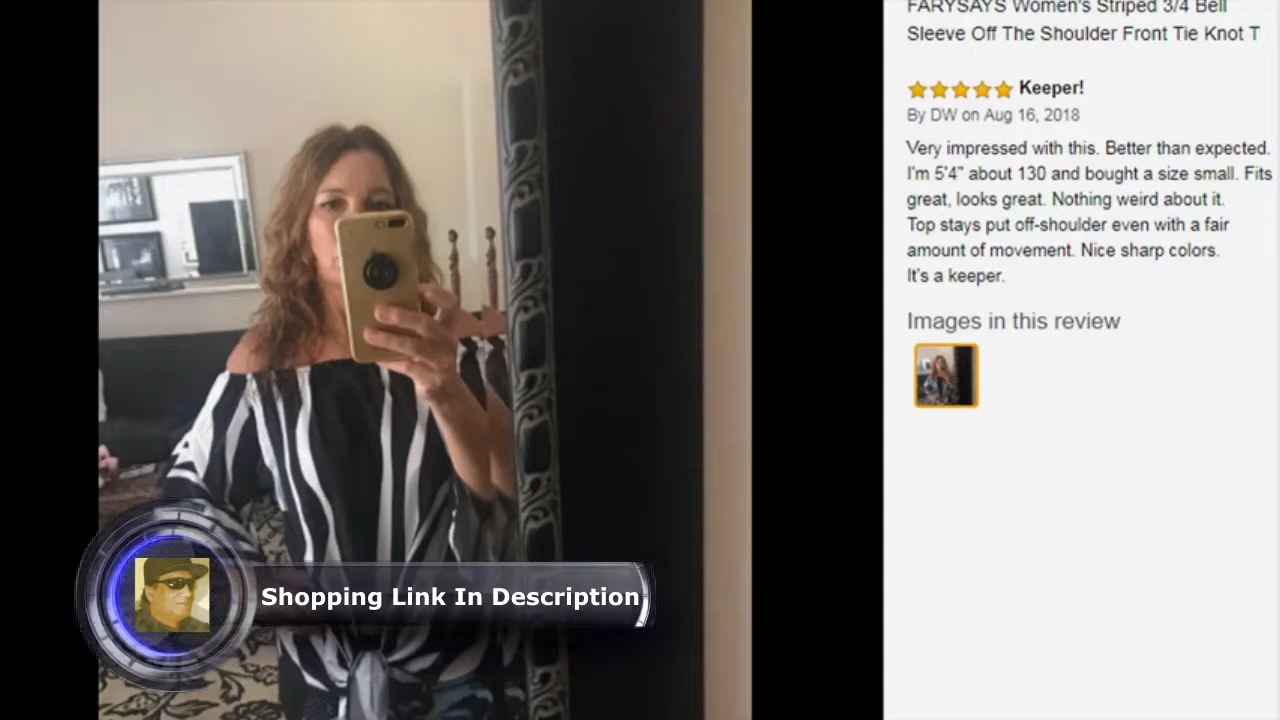 FARYSAYS Women's Striped 3/4 Bell
Sleeve Off The Shoulder Front Tie Knot T
Keeper!
By DW on Aug 16, 2018
Very impressed with this. Better than expected.
I'm 5'4" about 130 and bought a size small. Fits
great, looks great. Nothing weird about it.
Top stays put off-shoulder even with a fair
amount of movement. Nice sharp colors.
It's a keeper.
Images in this review
Shopping Link In Description